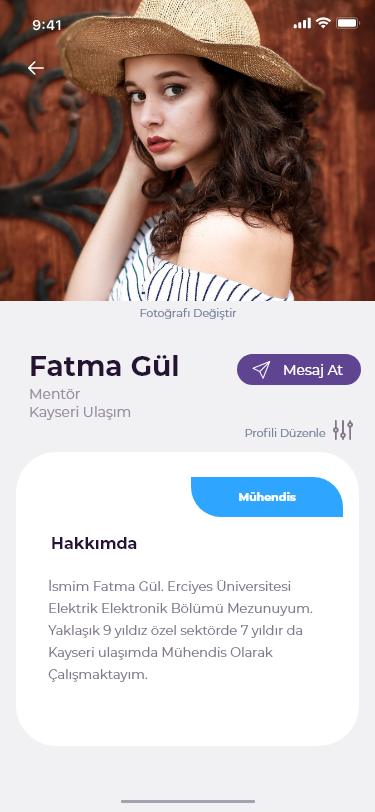 9:41
Fotoğrafı Değiştir
Fatma Gül
Mesaj At
Mentör
Kayseri Ulaşım
Profili Düzenle
Mühendis
Hakkımda
İsmim Fatma Gül. Erciyes Üniversitesi
Elektrik Elektronik Bölümü Mezunuyum.
Yaklaşık 9 yıldız özel sektörde 7 yıldır da
Kayseri ulaşımda Mühendis Olarak
Çalışmaktayım.